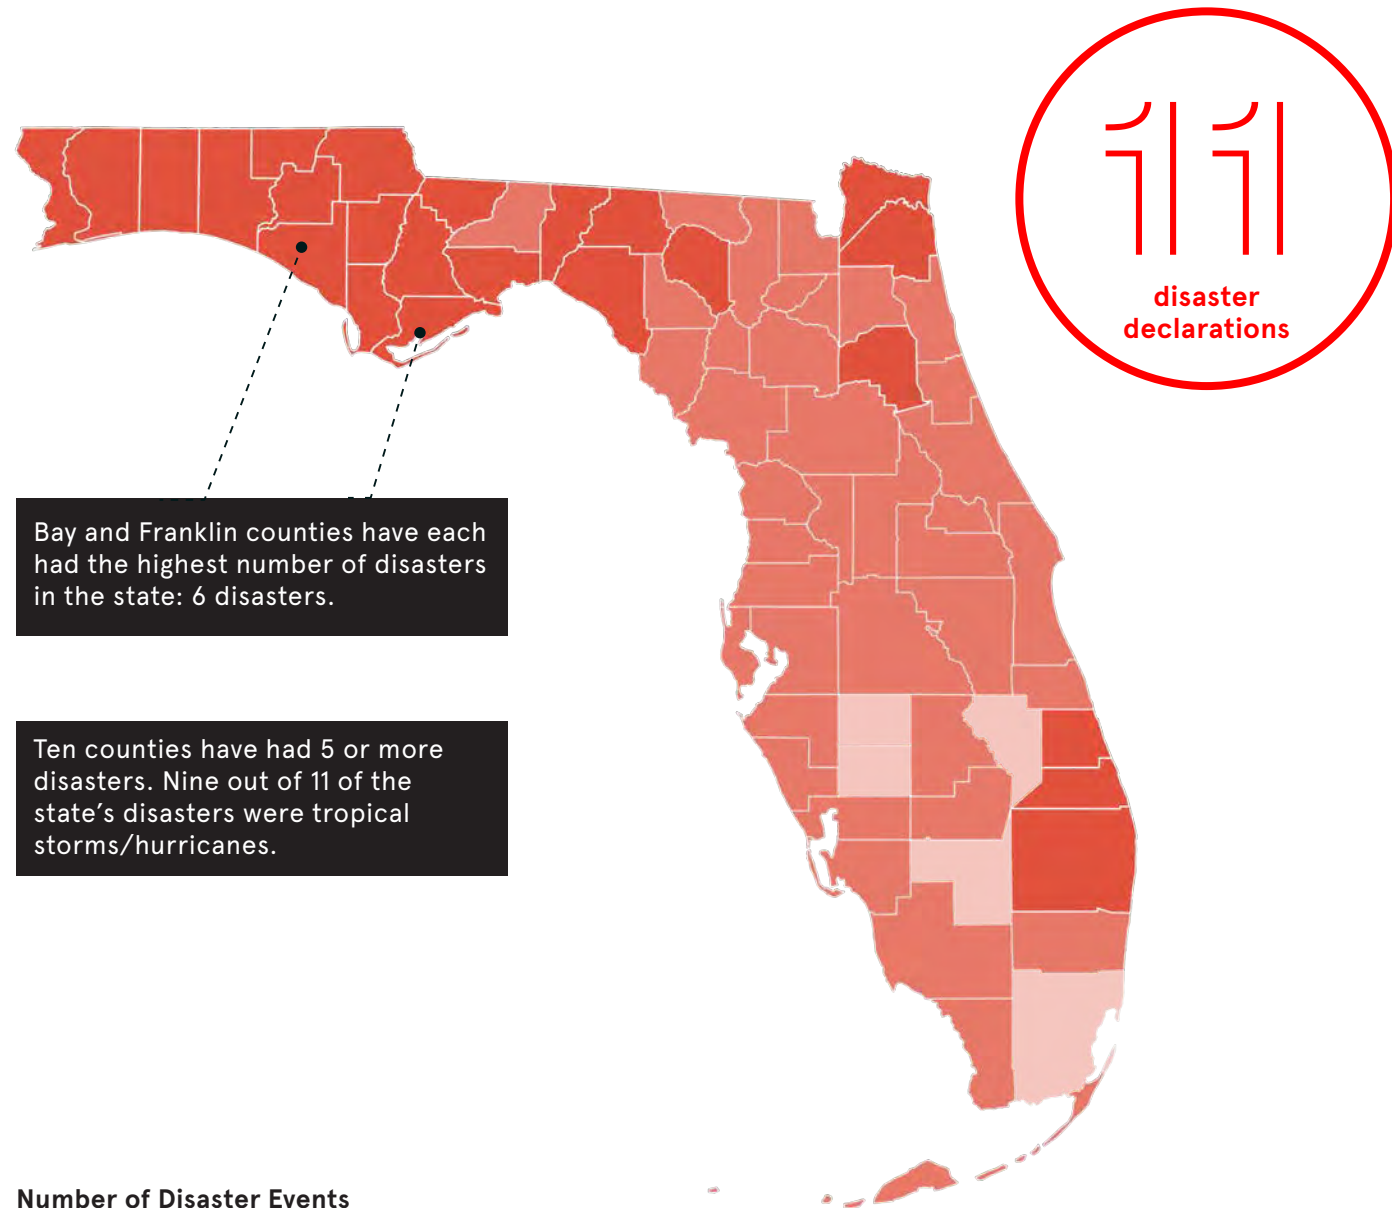 11
disaster
declarations
Bay and Franklin counties have each
had the highest number of disasters
in the state: 6 disasters.
Ten counties have had 5 or more
disasters. Nine out of 11 of the
state’s disasters were tropical
storms/hurricanes.
Number of Disaster Events